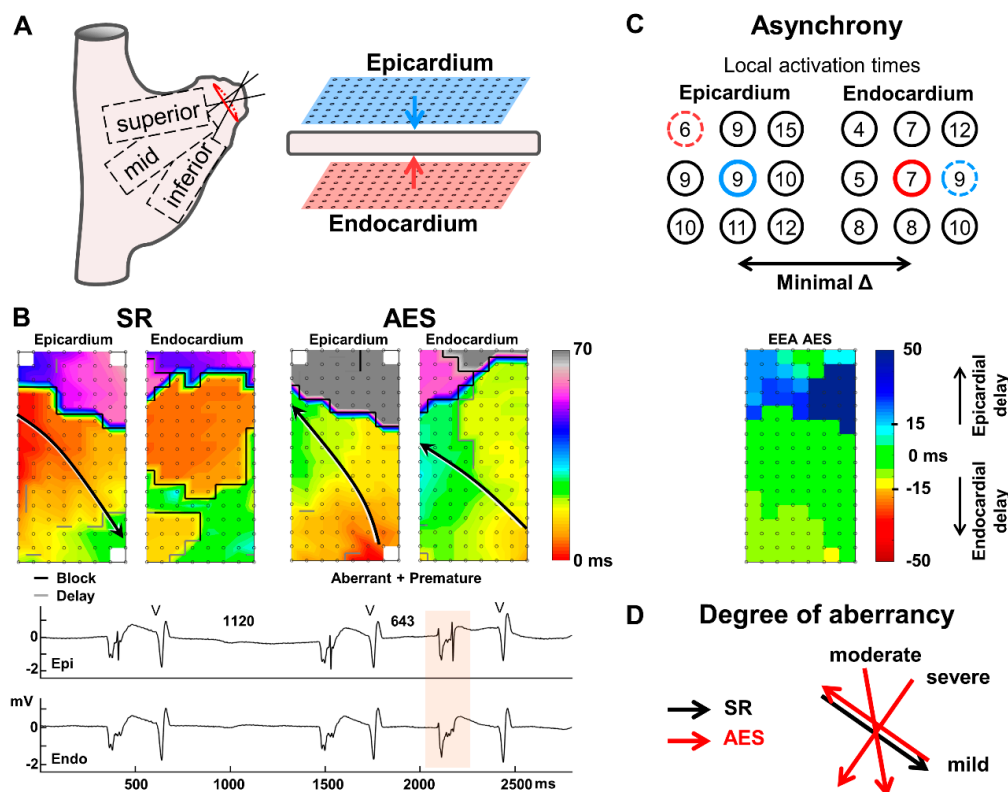 A
superior
mid
inferior
Epicardium
Endocardium
C
Asynchrony
Local activation times
Epicardium Endocardium
6 9 15 4 7 12
9 9 10 5 7 9
10 11 12 8 8 10
Minimal Δ
B
SR
AES
Epicardium Endocardium Epicardium Endocardium
70
0 ms
Block
Delay
Aberrant + Premature
EEA AES
50
15
0 ms
-15
-50
Epicardial delay
Endocardial delay
1120
643
0
-2
Epi
mV
0
-2
Endo
500 1000 1500 2000 2500 ms
D
Degree of aberrancy
SR
AES
moderate
severe
mild